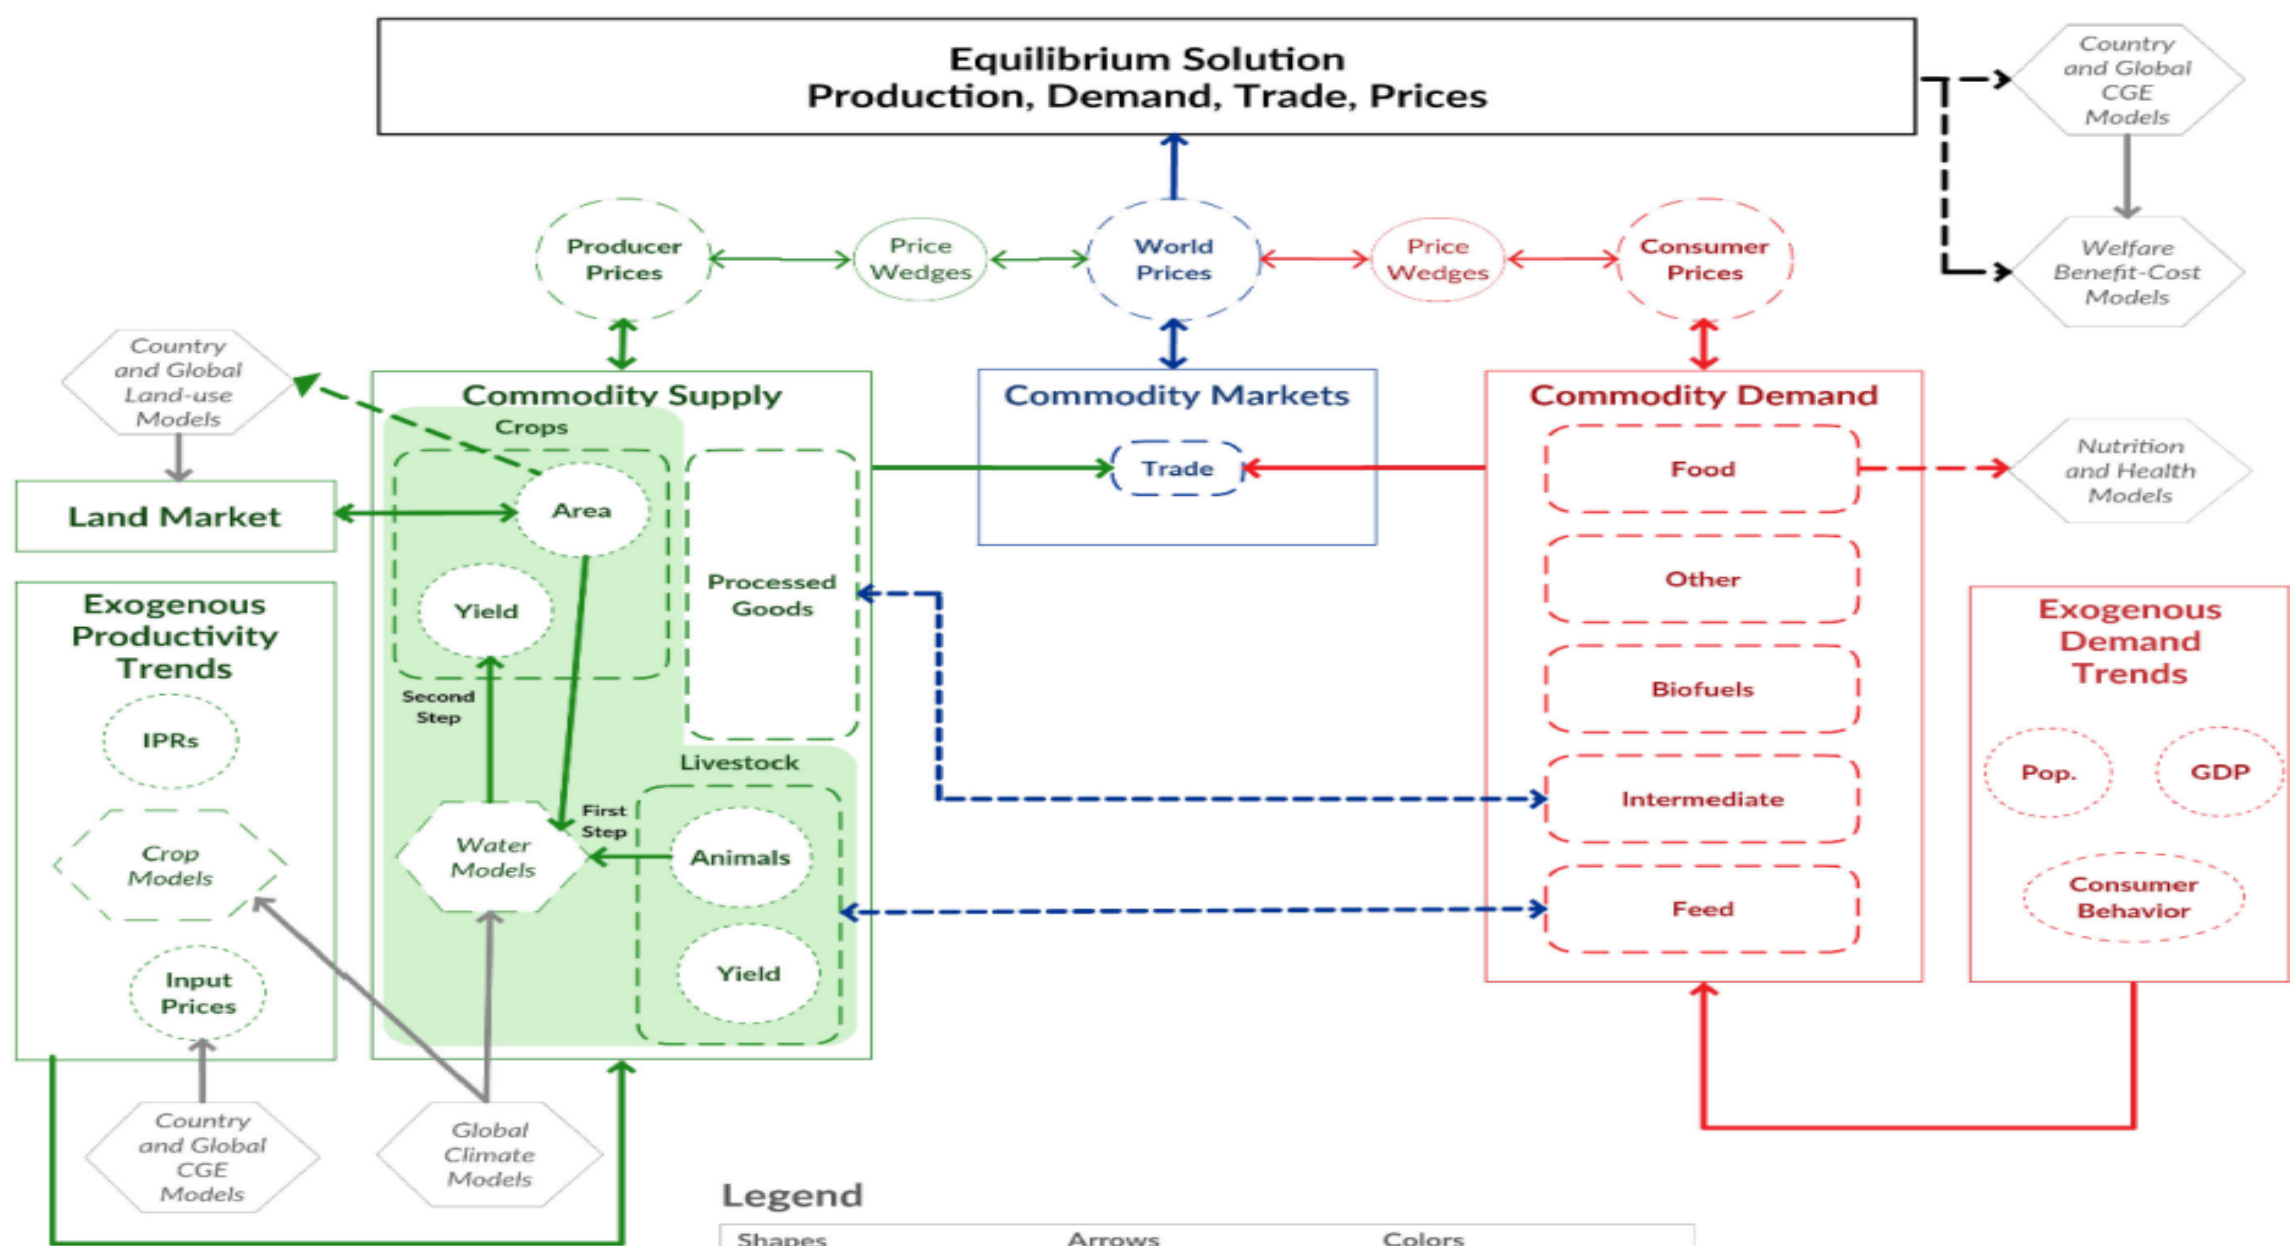 Equilibrium Solution
Production, Demand, Trade, Prices
Country
and Global
CGE
Models
Producer
Prices
Price
Wedges
World
Prices
Price
Wedges
Consumer
Prices
Welfare
Benefit-Cost
Models
Country
and Global
Land-use
Models
Commodity Supply
Crops
Area
Yield
Processed
Goods
Second
Step
Livestock
First
Step
Water
Models
Animals
Yield
Commodity Markets
Trade
Commodity Demand
Food
Other
Biofuels
Intermediate
Feed
Nutrition
and Health
Models
Land Market
Exogenous
Productivity
Trends
IPRs
Crop
Models
Input
Prices
Exogenous
Demand
Trends
Pop.
GDP
Consumer
Behavior
Country
and Global
CGE
Models
Global
Climate
Models
Legend
Shapes
Arrows
Colors